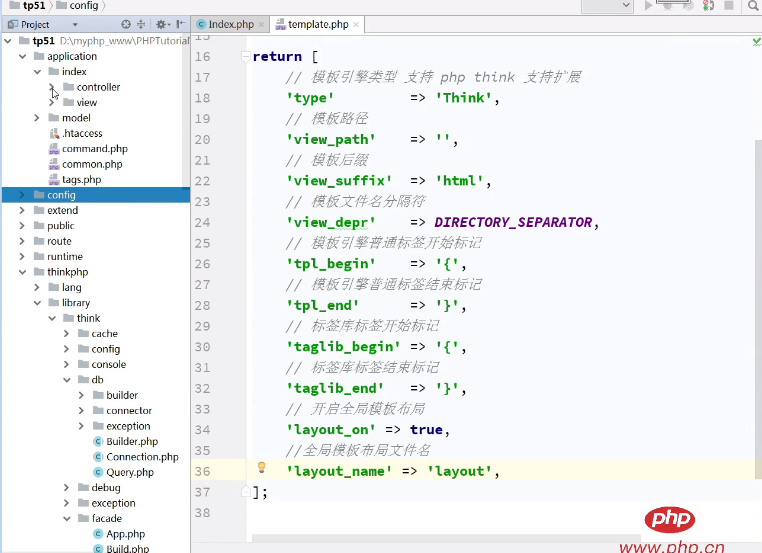 tp51 › config
Project
Index.php
template.php
tp51 D:\myphp_www\PHPTutorial
application
index
controller
view
model
.htaccess
command.php
common.php
tags.php
config
extend
public
route
runtime
thinkphp
lang
library
think
cache
config
console
db
builder
connector
exception
Builder.php
Connection.php
Query.php
debug
exception
facade
App.php
Build.php
15
16 return [
17 // 模板引擎类型 支持 php think 支持扩展
18 'type' => 'Think',
19 // 模板路径
20 'view_path' => '',
21 // 模板后缀
22 'view_suffix' => 'html',
23 // 模板文件名分隔符
24 'view_depr' => DIRECTORY_SEPARATOR,
25 // 模板引擎普通标签开始标记
26 'tpl_begin' => '{',
27 // 模板引擎普通标签结束标记
28 'tpl_end' => '}',
29 // 标签库标签开始标记
30 'taglib_begin' => '{',
31 // 标签库标签结束标记
32 'taglib_end' => '}',
33 // 开启全局模板布局
34 'layout_on' => true,
35 //全局模板布局文件名
36 'layout_name' => 'layout',
37 ];
38
php
www.php.cn